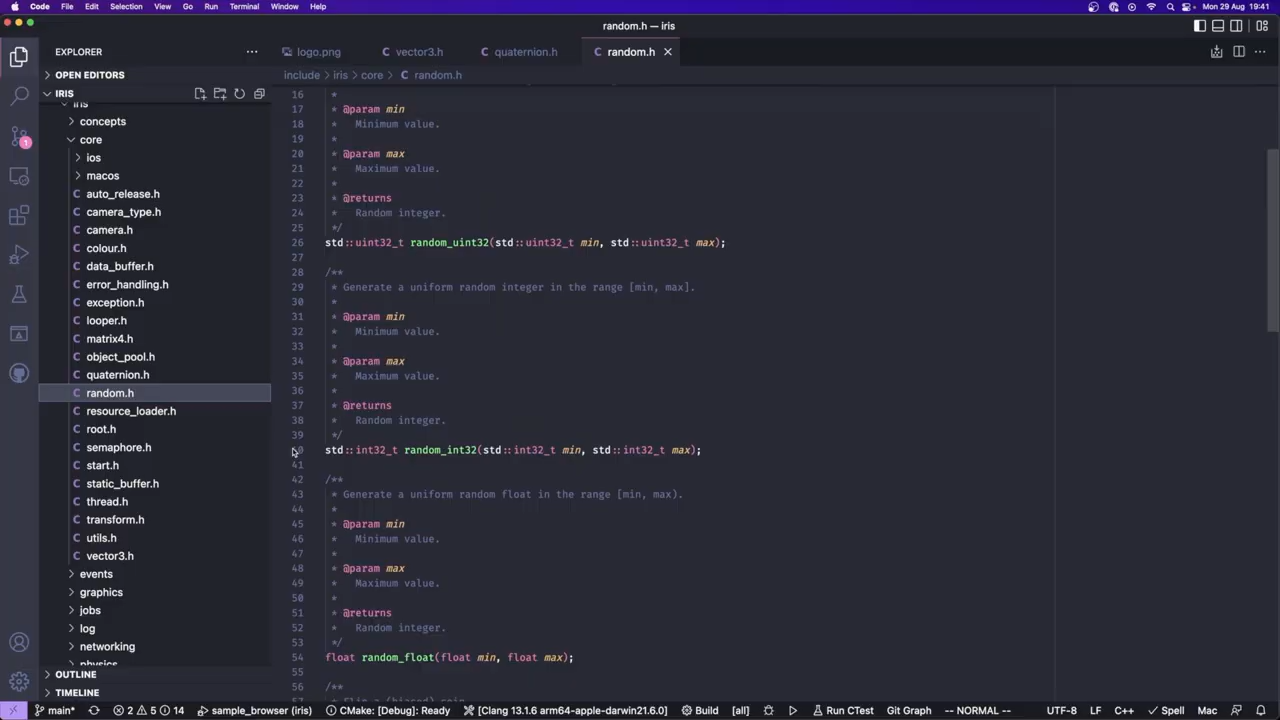 Code File Edit Selection View Go Run Terminal Window Help Mon 29 Aug 19:41
random.h — iris
EXPLORER
OPEN EDITORS
IRIS
iris
concepts
core
ios
macos
C auto_release.h
C camera_type.h
C camera.h
C colour.h
C data_buffer.h
C error_handling.h
C exception.h
C looper.h
C matrix4.h
C object_pool.h
C quaternion.h
C random.h
C resource_loader.h
C root.h
C semaphore.h
C start.h
C static_buffer.h
C thread.h
C transform.h
C utils.h
C vector3.h
events
graphics
jobs
log
networking
physics
OUTLINE
TIMELINE
logo.png C vector3.h C quaternion.h C random.h
include > iris > core > C random.h
16 *
17 * @param min
18 * Minimum value.
19 *
20 * @param max
21 * Maximum value.
22 *
23 * @returns
24 * Random integer.
25 */
26 std::uint32_t random_uint32(std::uint32_t min, std::uint32_t max);
27
28 /**
29 * Generate a uniform random integer in the range [min, max].
30 *
31 * @param min
32 * Minimum value.
33 *
34 * @param max
35 * Maximum value.
36 *
37 * @returns
38 * Random integer.
39 */
40 std::int32_t random_int32(std::int32_t min, std::int32_t max);
41
42 /**
43 * Generate a uniform random float in the range [min, max).
44 *
45 * @param min
46 * Minimum value.
47 *
48 * @param max
49 * Maximum value.
50 *
51 * @returns
52 * Random integer.
53 */
54 float random_float(float min, float max);
55
56 /**
57 * Flip a (biased) coin.
main* 2 5 14 sample_browser (iris) CMake: [Debug]: Ready [Clang 13.1.6 arm64-apple-darwin21.6.0] Build [all] Run CTest Git Graph -- NORMAL -- UTF-8 LF C++ Spell Mac